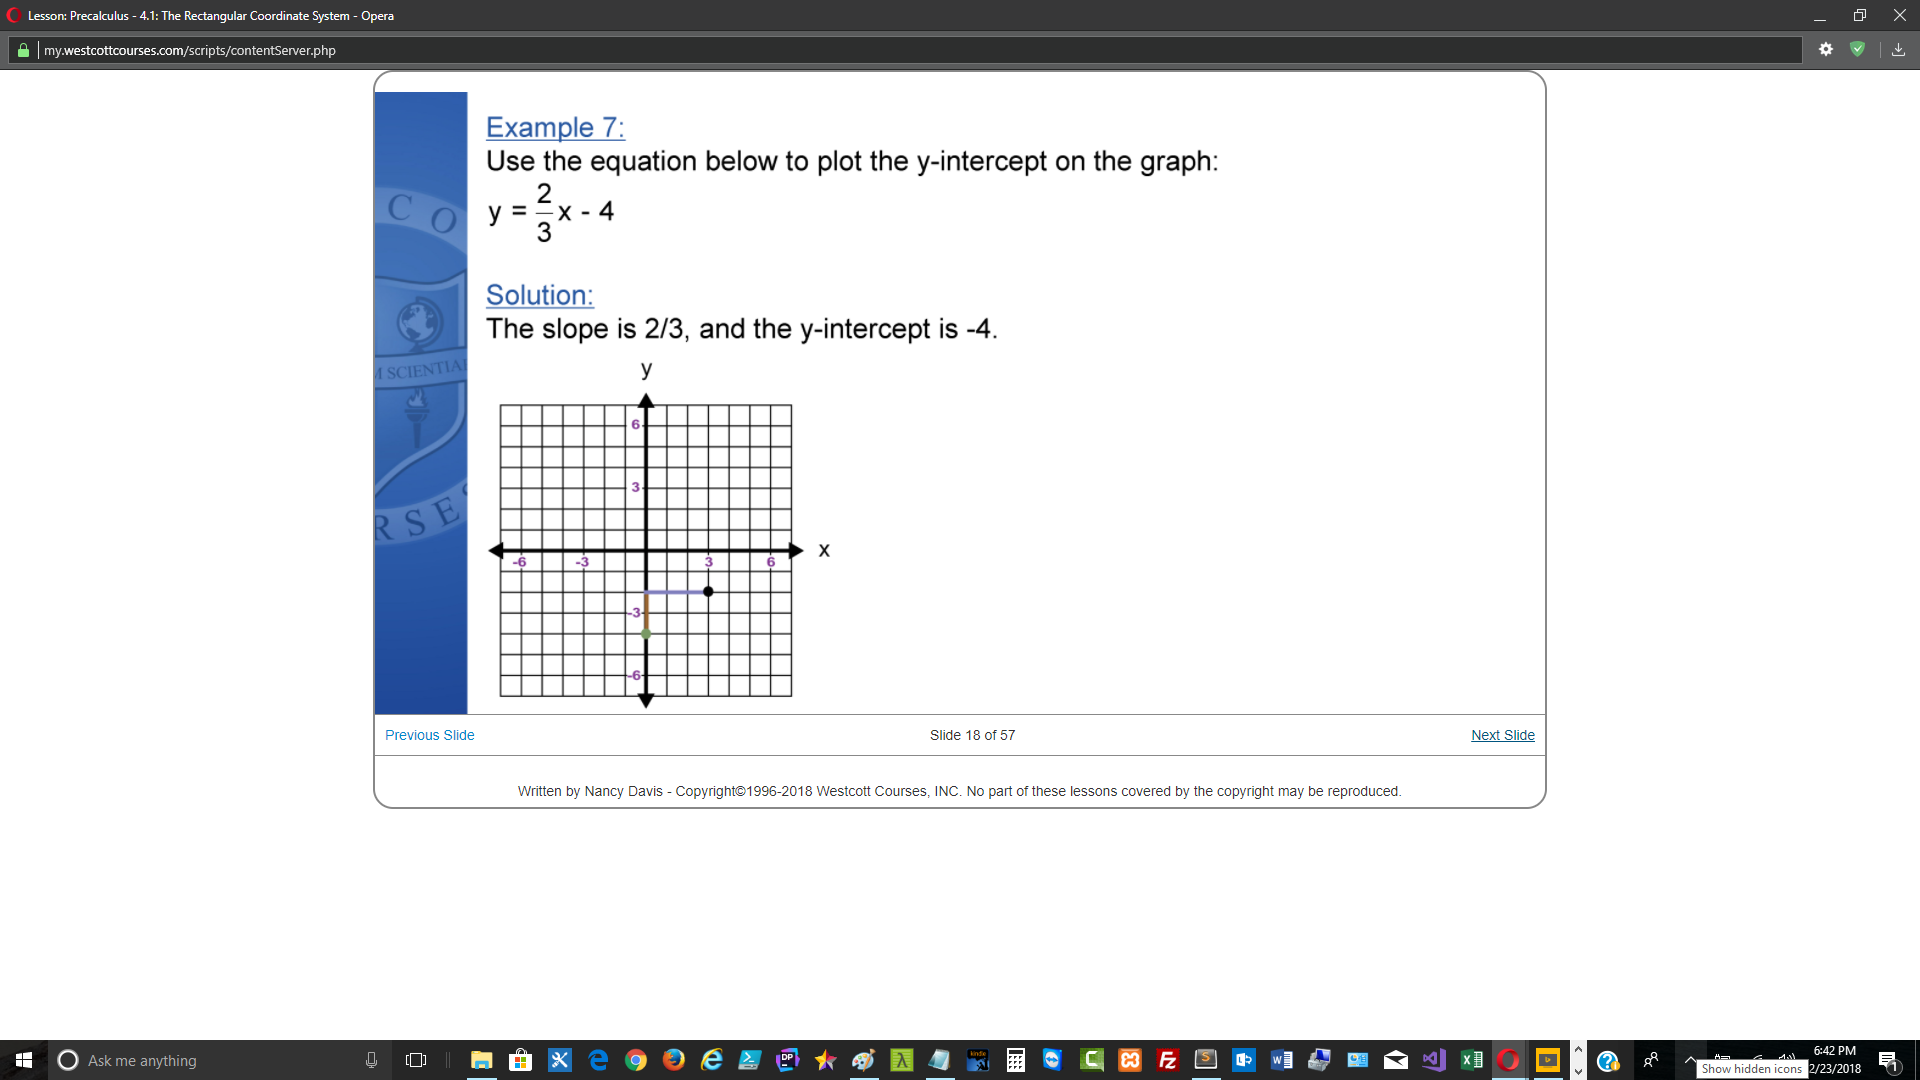 Lesson: Precalculus - 4.1: The Rectangular Coordinate System - Opera
my.westcottcourses.com/scripts/contentServer.php
Example 7:
Use the equation below to plot the y-intercept on the graph:
y = 2/3 x - 4
Solution:
The slope is 2/3, and the y-intercept is -4.
C O
M SCIENTIA
R S E
y
6
3
x
-6 -3 3 6
-3
-6
Previous Slide Slide 18 of 57 Next Slide
Written by Nancy Davis - Copyright©1996-2018 Westcott Courses, INC. No part of these lessons covered by the copyright may be reproduced.
Ask me anything
DP
kindle
6:42 PM
2/23/2018
Show hidden icons
1